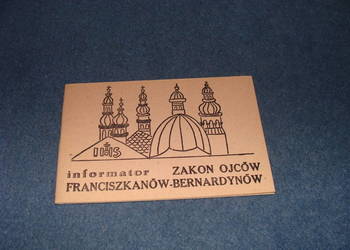 IHS
informator ZAKON OJCÓW
FRANCISZKANÓW-BERNARDYNÓW